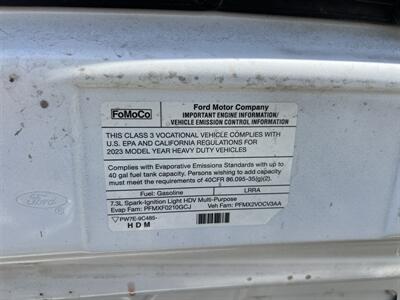 FoMoCo
Ford Motor Company
IMPORTANT ENGINE INFORMATION/
VEHICLE EMISSION CONTROL INFORMATION
THIS CLASS 3 VOCATIONAL VEHICLE COMPLIES WITH
U.S. EPA AND CALIFORNIA REGULATIONS FOR
2023 MODEL YEAR HEAVY DUTY VEHICLES
Complies with Evaporative Emissions Standards with up to
40 gal fuel tank capacity. Persons wishing to add capacity
must meet the requirements of 40CFR 86.095-35(g)(2).
Fuel: Gasoline LRRA
7.3L Spark-Ignition Light HDV Multi-Purpose
Evap Fam: PFMXF0210GCJ Veh Fam: PFMX2VOCV3AA
PW7E-9C485-
HDM
Ford